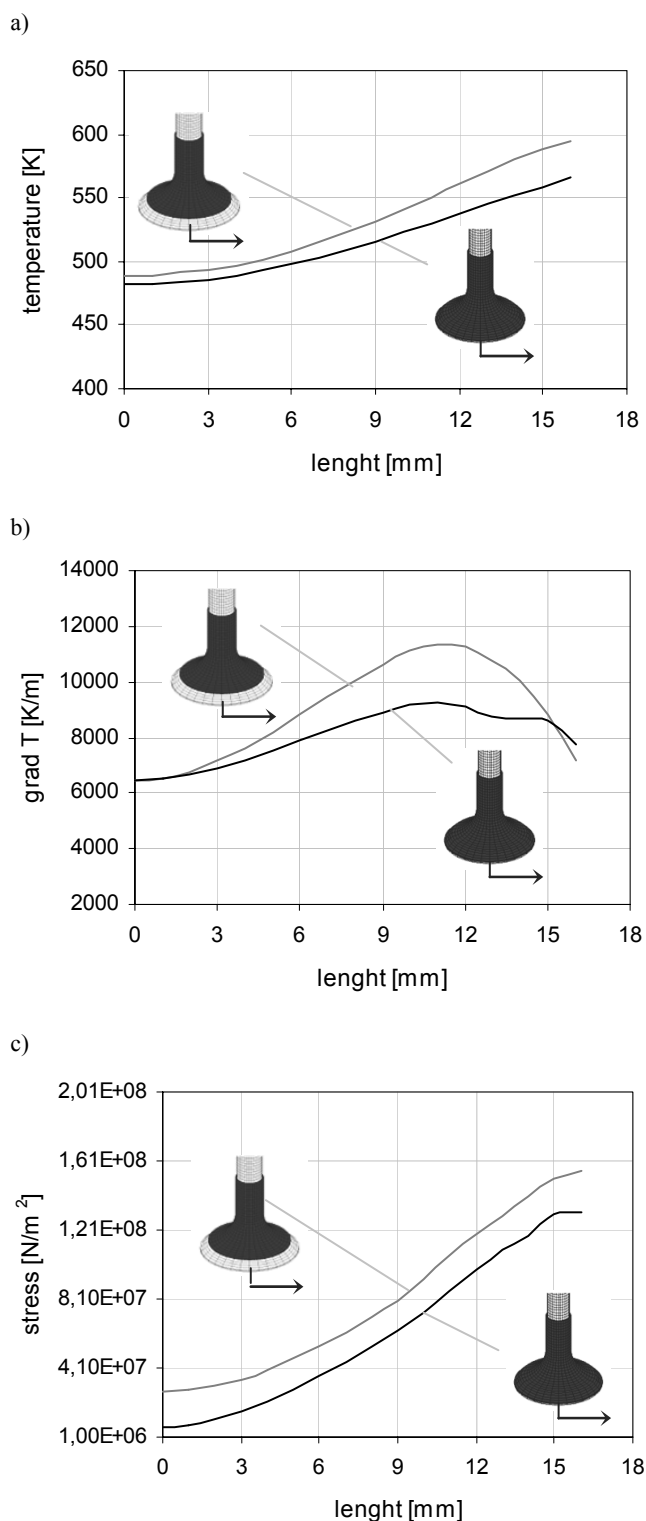 a)
650
600
550
500
450
400
temperature [K]
0 3 6 9 12 15 18
lenght [mm]
b)
14000
12000
10000
8000
6000
4000
2000
grad T [K/m]
0 3 6 9 12 15 18
lenght [mm]
c)
2,01E+08
1,61E+08
1,21E+08
8,10E+07
4,10E+07
1,00E+06
stress [N/m²]
0 3 6 9 12 15 18
lenght [mm]